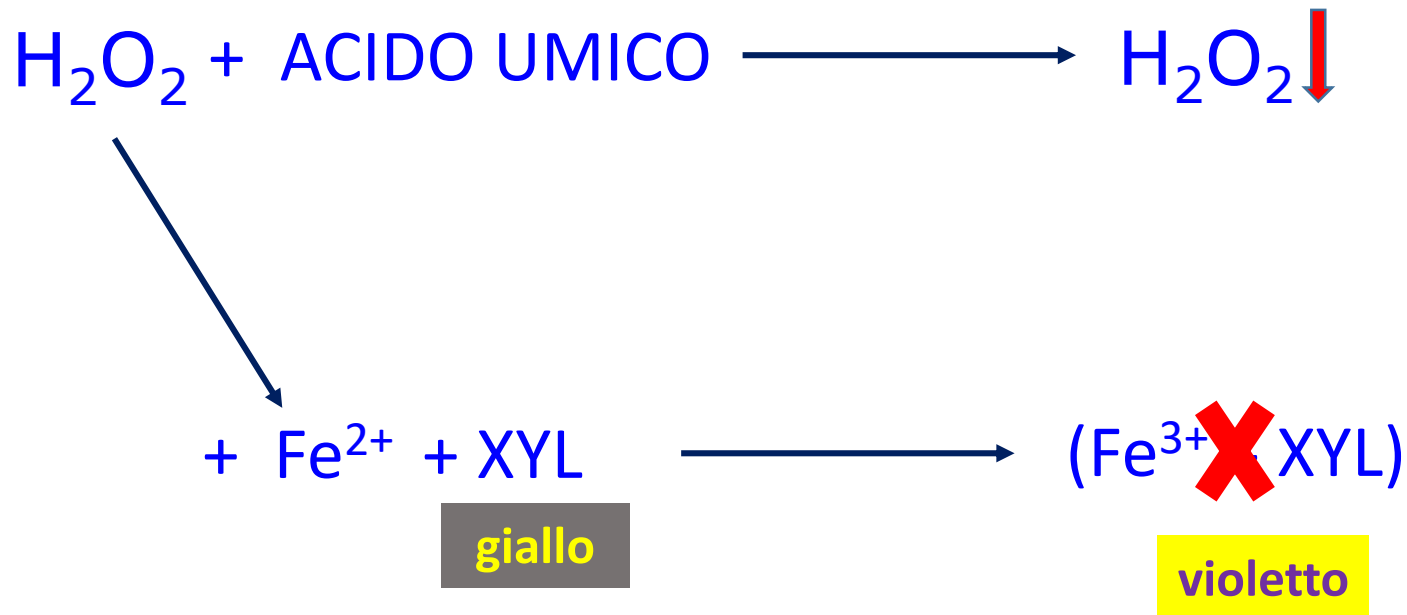 H₂O₂ + ACIDO UMICO H₂O₂
+ Fe²⁺ + XYL (Fe³⁺ - XYL)
giallo
violetto